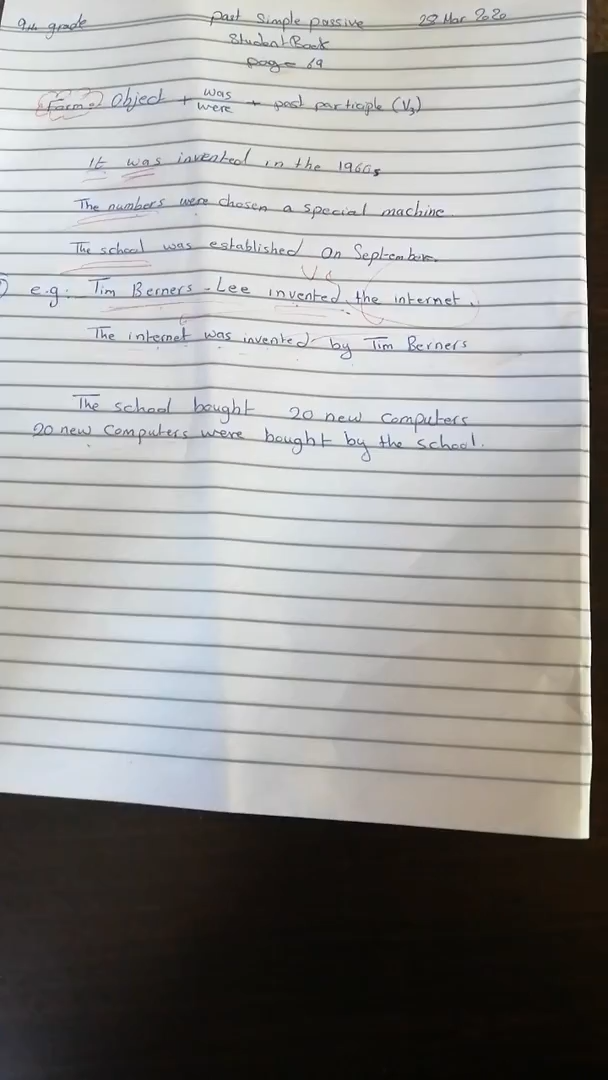 9th grade past simple passive 29 Mar 2020
Student Book
page 69
Form: Object + was were + past participle (V3)
It was invented in the 1960s
The numbers were chosen a special machine.
The school was established on September.
e.g: Tim Berners - Lee invented the internet.
The internet was invented by Tim Berners
The school bought 20 new computers
20 new computers were bought by the school.